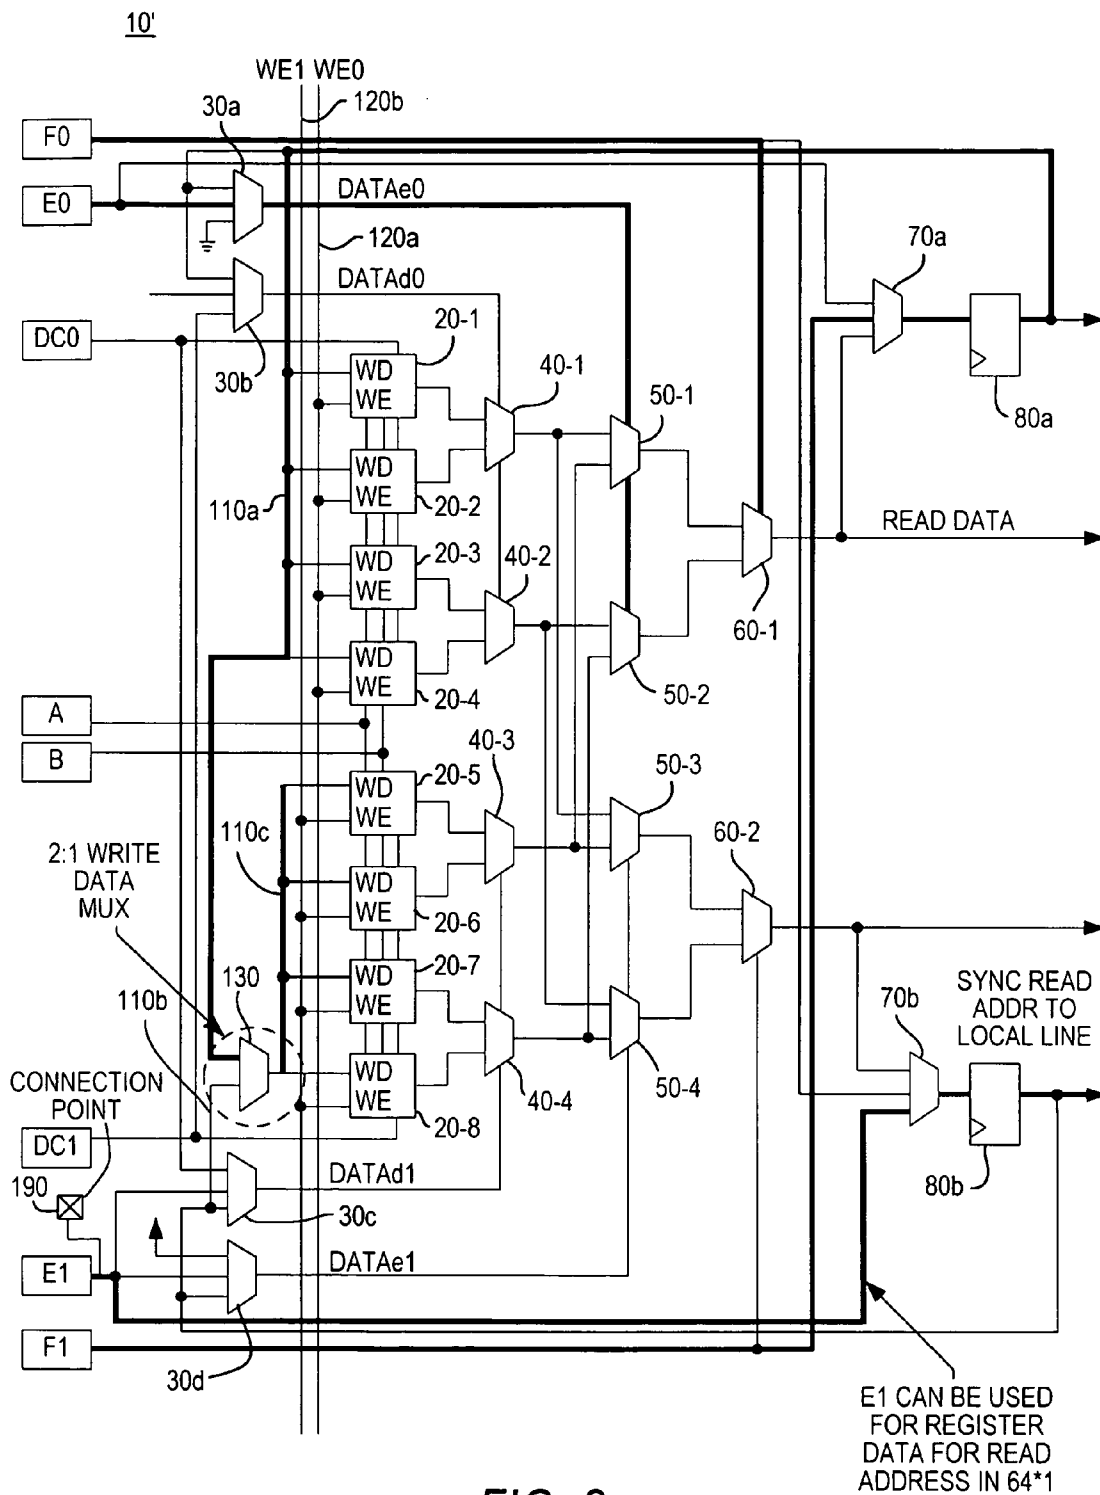 10'
WE1 WE0
30a
120b
F0
E0
DATAe0
120a
70a
DATAd0
DC0
30b
20-1
WD
WE
40-1
50-1
80a
WD
WE
20-2
110a
READ DATA
20-3
WD
WE
40-2
60-1
WD
WE
20-4
50-2
A
B
40-3
50-3
20-5
WD
WE
110c
60-2
2:1 WRITE
DATA
MUX
WD
WE
20-6
130
20-7
WD
WE
110b
70b
SYNC READ
ADDR TO
LOCAL LINE
CONNECTION
POINT
WD
WE
20-8
40-4
50-4
DC1
190
DATAd1
30c
80b
E1
DATAe1
F1
30d
E1 CAN BE USED
FOR REGISTER
DATA FOR READ
ADDRESS IN 64*1